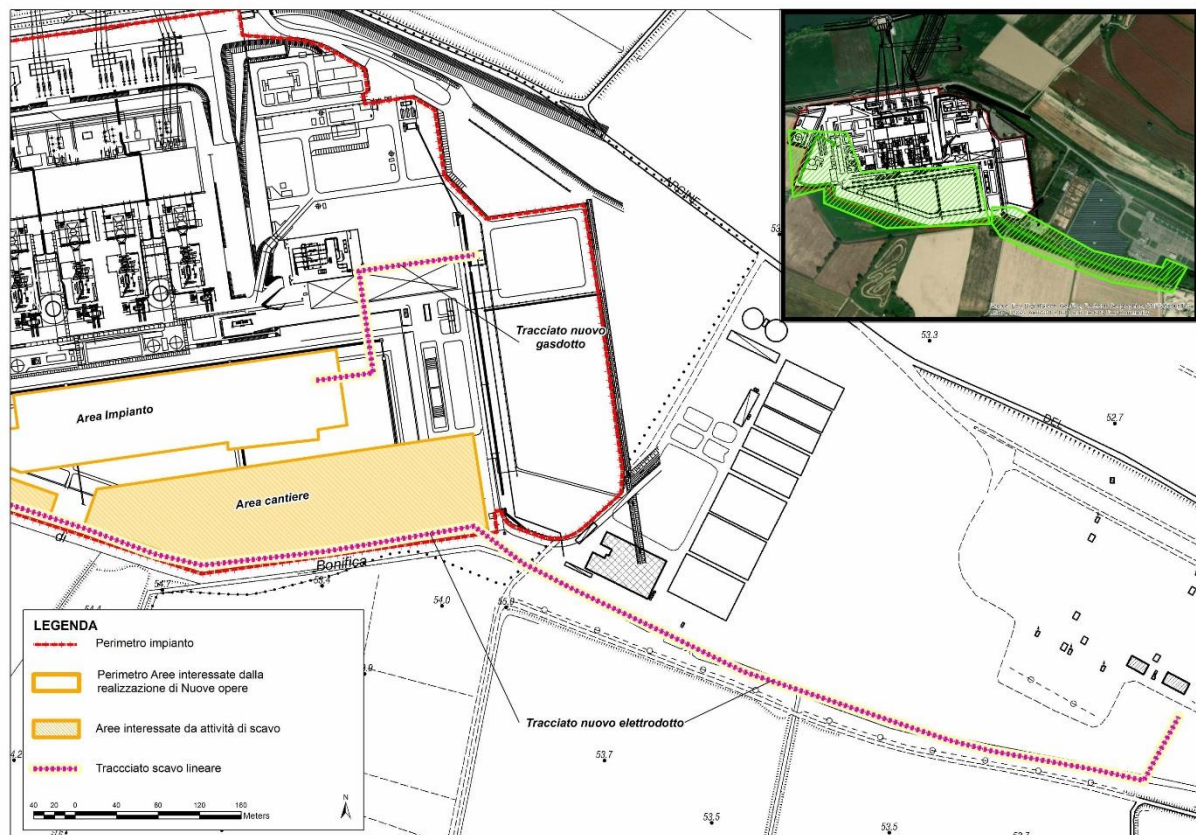 ARGINE
53.3
Tracciato nuovo
gasdotto
52.7
DEL
Area Impianto
Area cantiere
di
Bonifica
54.7
53.4
54,0
55.0
LEGENDA
Perimetro impianto
Perimetro Aree interessate dalla
realizzazione di Nuove opere
Aree interessate da attività di scavo
Traccciato scavo lineare
40 20 0 40 80 120 160
Meters
N
Tracciato nuovo elettrodotto
53.7
53.5
53.5